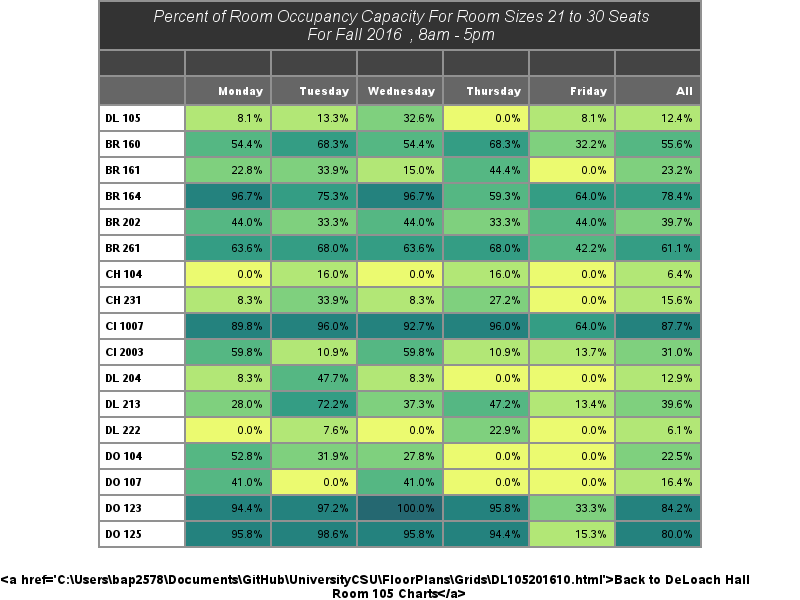 Percent of Room Occupancy Capacity For Room Sizes 21 to 30 Seats
For Fall 2016 , 8am - 5pm
Monday Tuesday Wednesday Thursday Friday All
DL 105 8.1% 13.3% 32.6% 0.0% 8.1% 12.4%
BR 160 54.4% 68.3% 54.4% 68.3% 32.2% 55.6%
BR 161 22.8% 33.9% 15.0% 44.4% 0.0% 23.2%
BR 164 96.7% 75.3% 96.7% 59.3% 64.0% 78.4%
BR 202 44.0% 33.3% 44.0% 33.3% 44.0% 39.7%
BR 261 63.6% 68.0% 63.6% 68.0% 42.2% 61.1%
CH 104 0.0% 16.0% 0.0% 16.0% 0.0% 6.4%
CH 231 8.3% 33.9% 8.3% 27.2% 0.0% 15.6%
CI 1007 89.8% 96.0% 92.7% 96.0% 64.0% 87.7%
CI 2003 59.8% 10.9% 59.8% 10.9% 13.7% 31.0%
DL 204 8.3% 47.7% 8.3% 0.0% 0.0% 12.9%
DL 213 28.0% 72.2% 37.3% 47.2% 13.4% 39.6%
DL 222 0.0% 7.6% 0.0% 22.9% 0.0% 6.1%
DO 104 52.8% 31.9% 27.8% 0.0% 0.0% 22.5%
DO 107 41.0% 0.0% 41.0% 0.0% 0.0% 16.4%
DO 123 94.4% 97.2% 100.0% 95.8% 33.3% 84.2%
DO 125 95.8% 98.6% 95.8% 94.4% 15.3% 80.0%
<a href='C:\Users\bap2578\Documents\GitHub\UniversityCSU\FloorPlans\Grids\DL105201610.html'>Back to DeLoach Hall
Room 105 Charts</a>